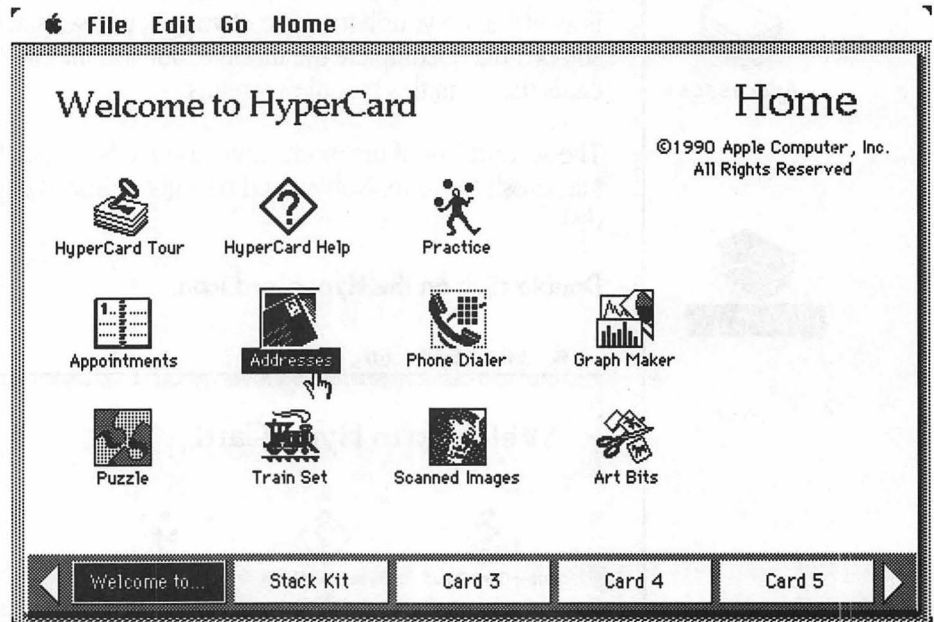 File Edit Go Home
Welcome to HyperCard
Home
©1990 Apple Computer, Inc.
All Rights Reserved
HyperCard Tour
HyperCard Help
Practice
Appointments
Addresses
Phone Dialer
Graph Maker
Puzzle
Train Set
Scanned Images
Art Bits
Welcome to...
Stack Kit
Card 3
Card 4
Card 5